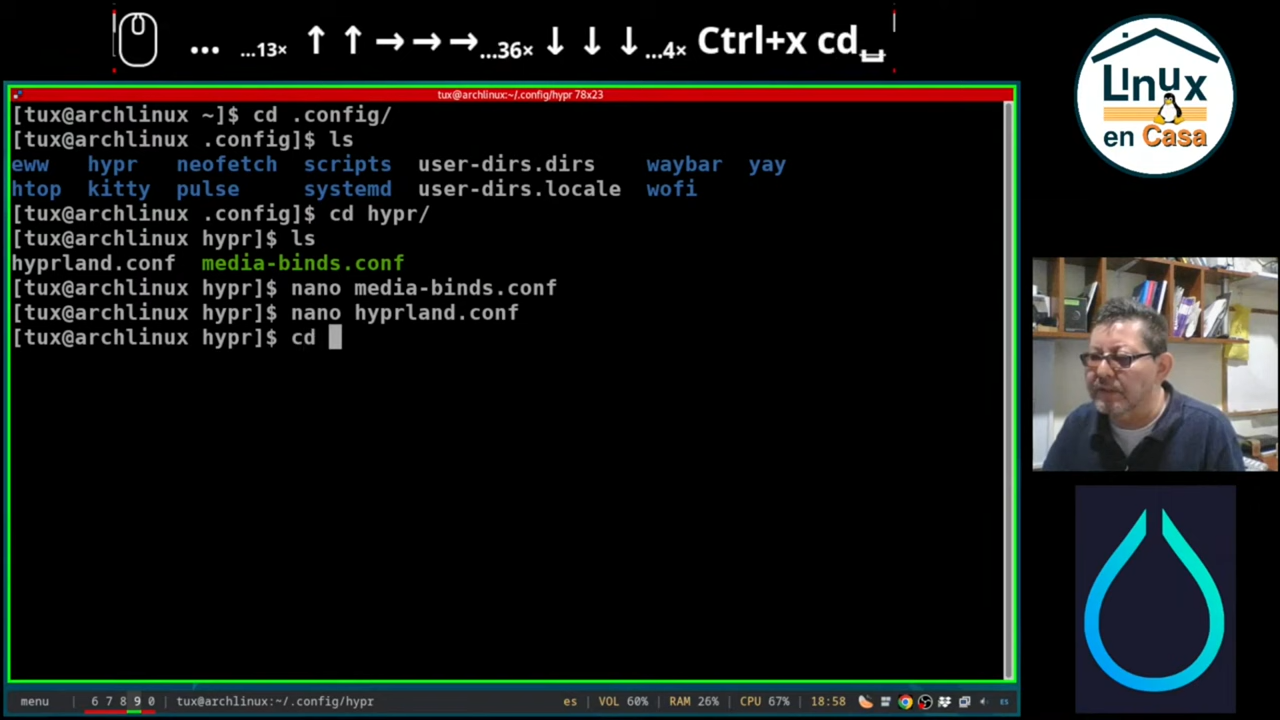 ... ...13× ↑ ↑ → → → ...36× ↓ ↓ ↓ ...4× Ctrl+x cd␣
LInux
en Casa
tux@archlinux:~/.config/hypr 78x23
[tux@archlinux ~]$ cd .config/
[tux@archlinux .config]$ ls
eww hypr neofetch scripts user-dirs.dirs waybar yay
htop kitty pulse systemd user-dirs.locale wofi
[tux@archlinux .config]$ cd hypr/
[tux@archlinux hypr]$ ls
hyprland.conf media-binds.conf
[tux@archlinux hypr]$ nano media-binds.conf
[tux@archlinux hypr]$ nano hyprland.conf
[tux@archlinux hypr]$ cd
menu | 6 7 8 9 0 | tux@archlinux:~/.config/hypr es | VOL 60% | RAM 26% | CPU 67% | 18:58 ES